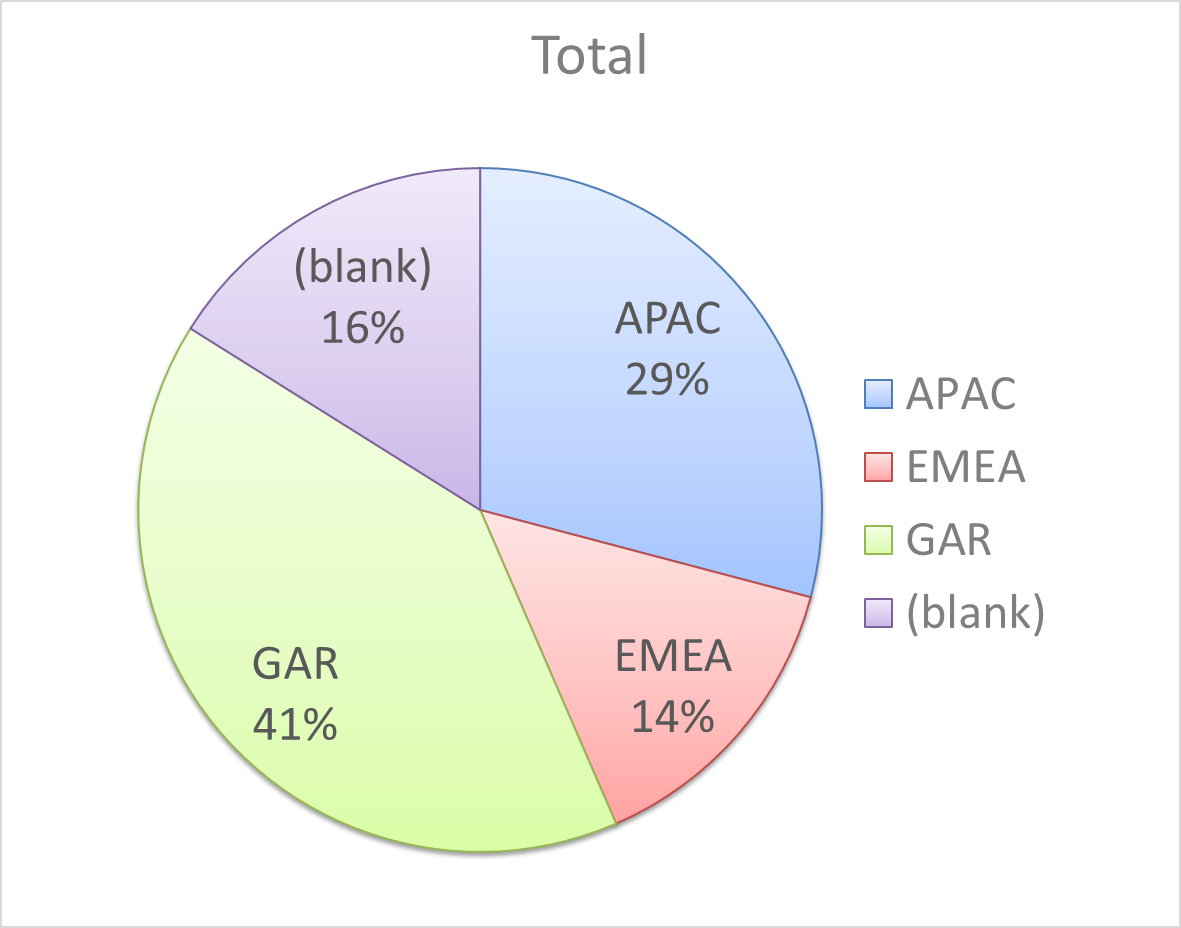 Total
(blank)
16%
APAC
29%
EMEA
14%
GAR
41%
APAC
EMEA
GAR
(blank)